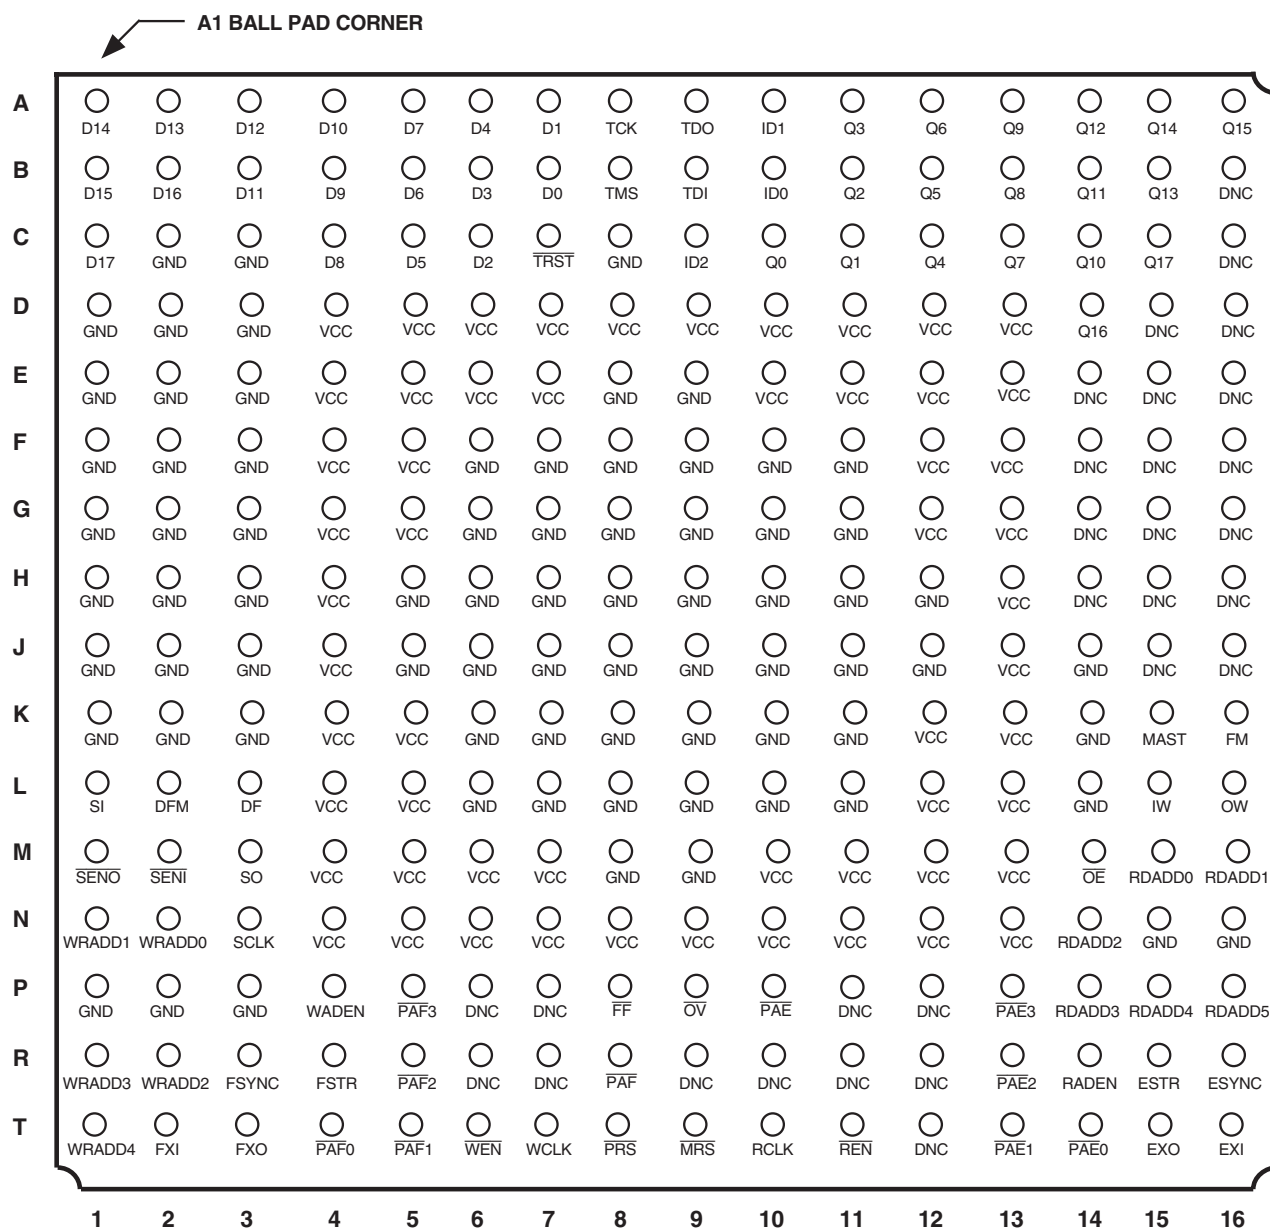 A1 BALL PAD CORNER
A
D14 D13 D12 D10 D7 D4 D1 TCK TDO ID1 Q3 Q6 Q9 Q12 Q14 Q15
B
D15 D16 D11 D9 D6 D3 D0 TMS TDI ID0 Q2 Q5 Q8 Q11 Q13 DNC
C
D17 GND GND D8 D5 D2 TRST GND ID2 Q0 Q1 Q4 Q7 Q10 Q17 DNC
D
GND GND GND VCC VCC VCC VCC VCC VCC VCC VCC VCC VCC Q16 DNC DNC
E
GND GND GND VCC VCC VCC VCC GND GND VCC VCC VCC VCC DNC DNC DNC
F
GND GND GND VCC VCC GND GND GND GND GND GND VCC VCC DNC DNC DNC
G
GND GND GND VCC VCC GND GND GND GND GND GND VCC VCC DNC DNC DNC
H
GND GND GND VCC GND GND GND GND GND GND GND GND VCC DNC DNC DNC
J
GND GND GND VCC GND GND GND GND GND GND GND GND VCC GND DNC DNC
K
GND GND GND VCC VCC GND GND GND GND GND GND VCC VCC GND MAST FM
L
SI DFM DF VCC VCC GND GND GND GND GND GND VCC VCC GND IW OW
M
SENO SENI SO VCC VCC VCC VCC GND GND VCC VCC VCC VCC OE RDADD0 RDADD1
N
WRADD1 WRADD0 SCLK VCC VCC VCC VCC VCC VCC VCC VCC VCC VCC RDADD2 GND GND
P
GND GND GND WADEN PAF3 DNC DNC FF OV PAE DNC DNC PAE3 RDADD3 RDADD4 RDADD5
R
WRADD3 WRADD2 FSYNC FSTR PAF2 DNC DNC PAF DNC DNC DNC DNC PAE2 RADEN ESTR ESYNC
T
WRADD4 FXI FXO PAF0 PAF1 WEN WCLK PRS MRS RCLK REN DNC PAE1 PAE0 EXO EXI
1 2 3 4 5 6 7 8 9 10 11 12 13 14 15 16